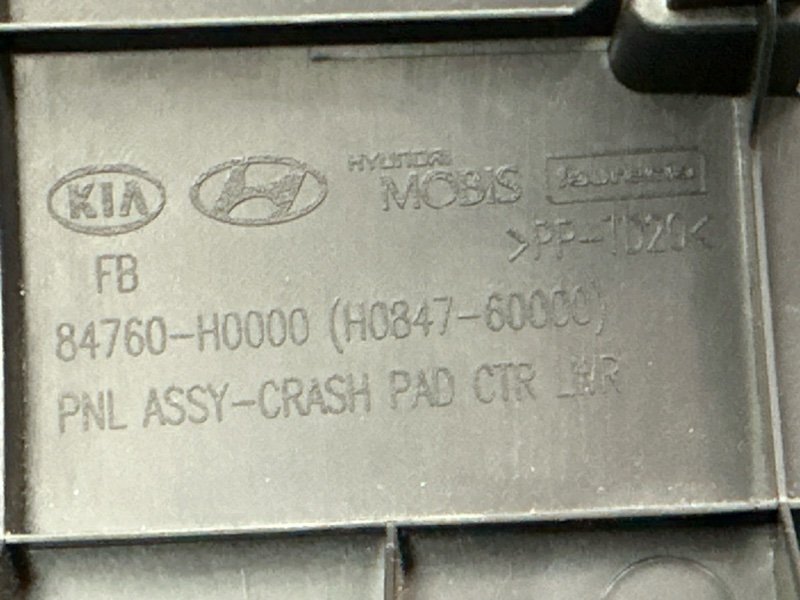 KIA
HYUNDAI
MOBIS
>PP-TD20<
FB
84760-H0000 (H0847-60000)
PNL ASSY-CRASH PAD CTR LWR